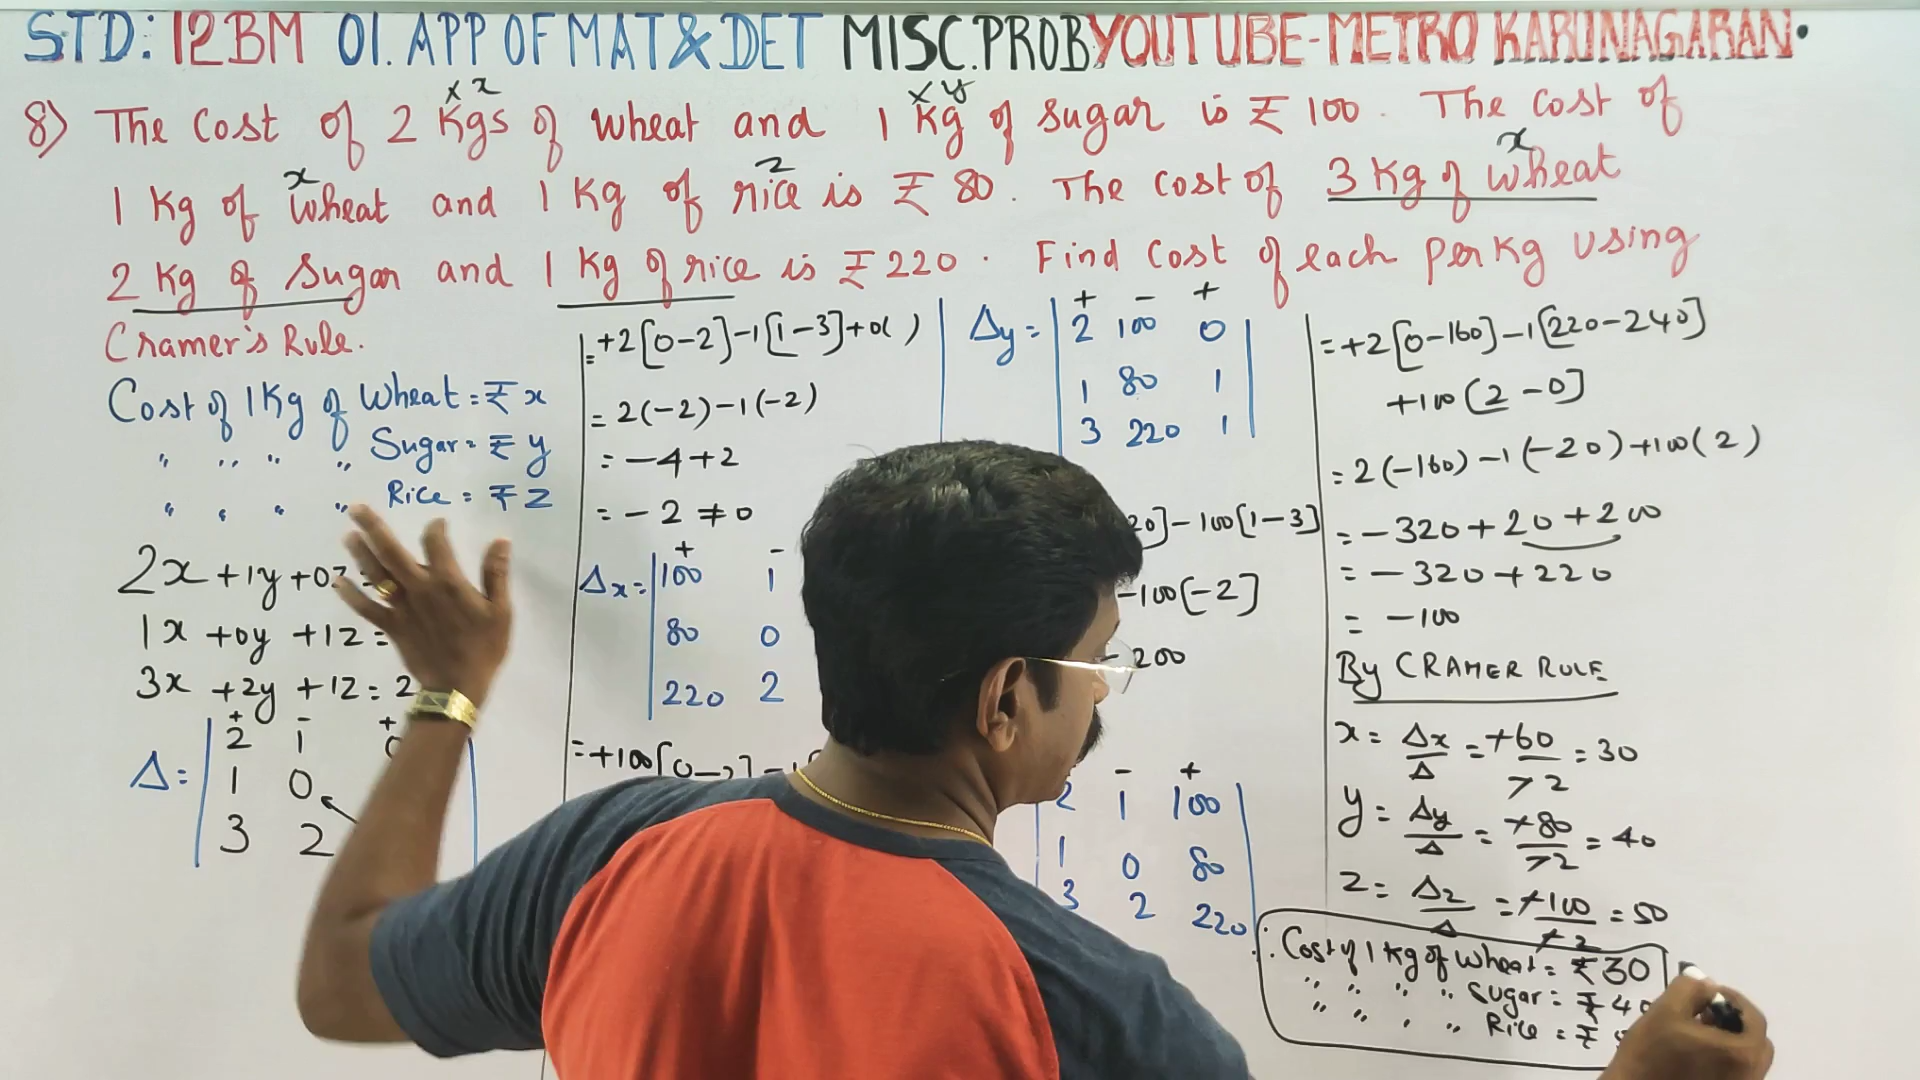 STD: 12BM 01. APP OF MAT & DET MISC. PROB YOUTUBE-METRO KARUNAGARAN.
x x x y
8) The Cost of 2 Kgs of wheat and 1 Kg of sugar is ₹ 100. The Cost of
x z x
1 Kg of wheat and 1 Kg of rice is ₹ 80. The Cost of 3 Kg of wheat
2 Kg of Sugar and 1 Kg of rice is ₹ 220. Find Cost of each per Kg using
Cramer's Rule.
Cost of 1 Kg of Wheat = ₹ x
" " " " Sugar = ₹ y
" " " " Rice = ₹ z
2x + 1y + 0z =
1x + 0y + 1z =
3x + 2y + 1z = 2
+ - +
Δ = | 2 1 0
1 0
3 2
= +2[0-2] -1[1-3] + 0( )
= 2(-2) -1(-2)
= -4+2
= -2 ≠ 0
+ -
Δx = | 100 1
80 0
220 2
= +100[0-2] -1
+ - +
Δy = | 2 100 0 |
1 80 1
3 220 1
20] - 100[1-3]
-100[-2]
200
- +
2 1 100
1 0 80
3 2 220
= +2[0-160] -1[220-240]
+100(2-0]
= 2(-160) -1(-20) +100(2)
= -320 + 20 + 200
= -320 + 220
= -100
By CRAMER RULE
x = Δx/Δ = -60/-2 = 30
y = Δy/Δ = -80/-2 = 40
z = Δz/Δ = -100/-2 = 50
∴ Cost of 1 Kg of wheat = ₹ 30
" " " " Sugar = ₹ 40
" " " " Rice = ₹